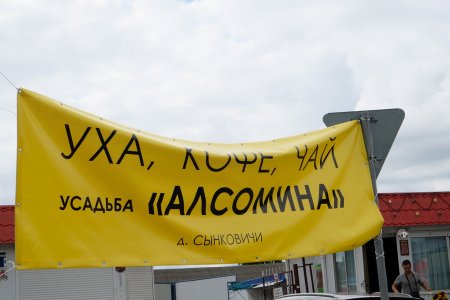 УХА, КОФЕ, ЧАЙ
УСАДЬБА «АЛСОМИНА»
д. СЫНКОВИЧИ